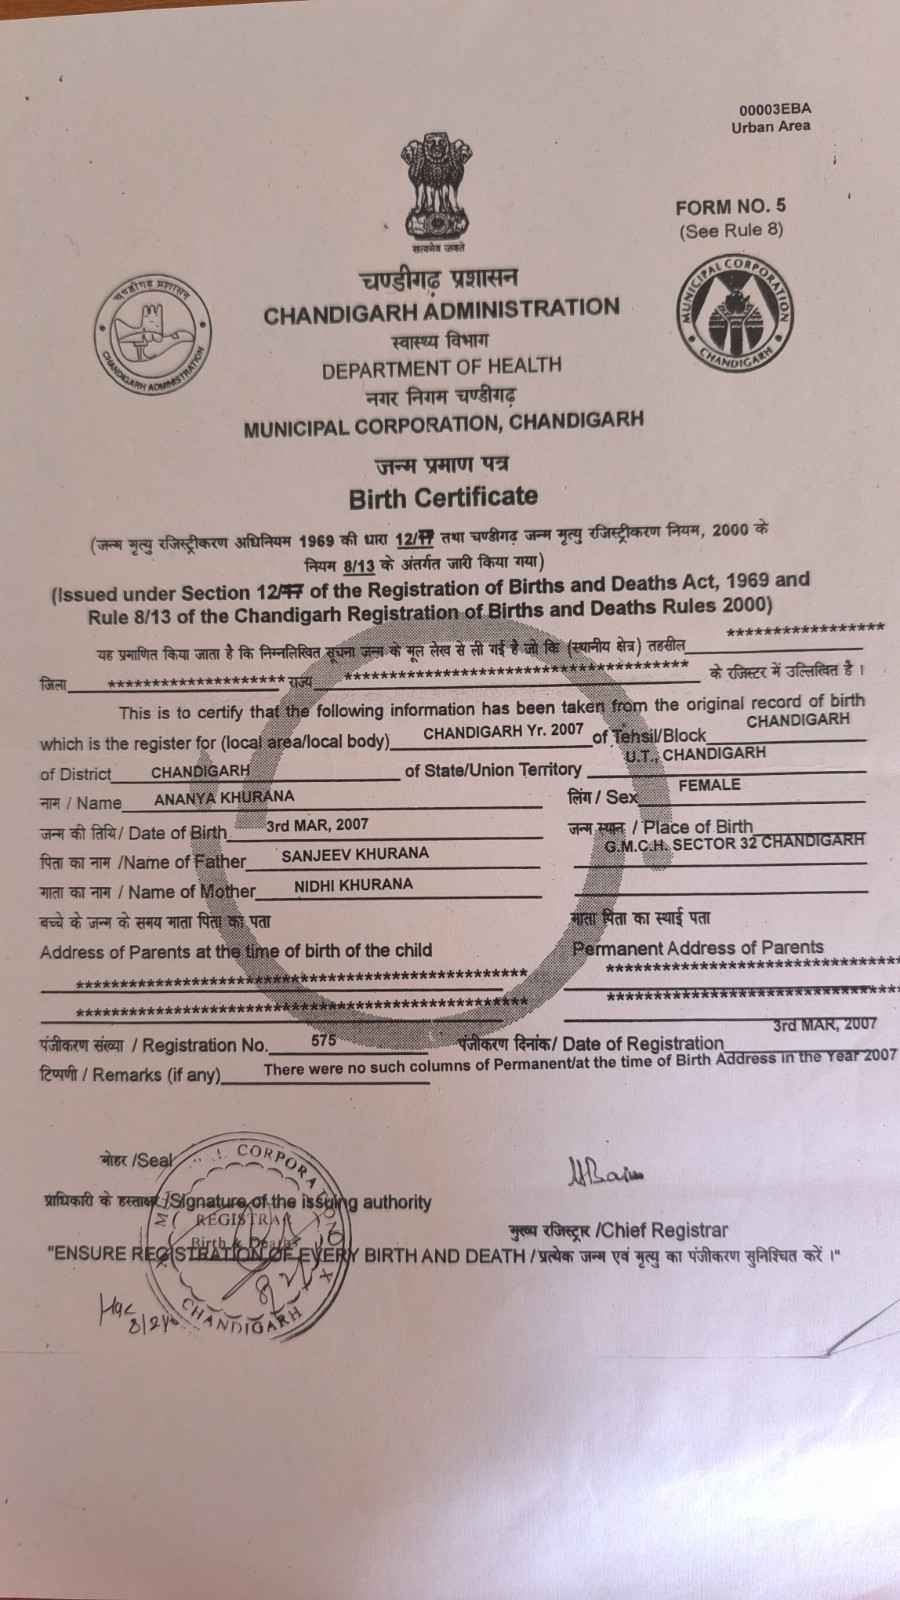 00003EBA
Urban Area
FORM NO. 5
(See Rule 8)
सत्यमेव जयते
चण्डीगढ़ प्रशासन
CHANDIGARH ADMINISTRATION
MUNICIPAL CORPORATION
CHANDIGARH
चण्डीगढ़ प्रशासन
CHANDIGARH ADMINISTRATION
स्वास्थ्य विभाग
DEPARTMENT OF HEALTH
नगर निगम चण्डीगढ़
MUNICIPAL CORPORATION, CHANDIGARH
जन्म प्रमाण पत्र
Birth Certificate
(जन्म मृत्यु रजिस्ट्रीकरण अधिनियम 1969 की धारा 12/17 तथा चण्डीगढ़ जन्म मृत्यु रजिस्ट्रीकरण नियम, 2000 के
नियम 8/13 के अंतर्गत जारी किया गया)
(Issued under Section 12/17 of the Registration of Births and Deaths Act, 1969 and
Rule 8/13 of the Chandigarh Registration of Births and Deaths Rules 2000)
यह प्रमाणित किया जाता है कि निम्नलिखित सूचना जन्म के मूल लेख से ली गई है जो कि (स्थानीय क्षेत्र) तहसील ******************
जिला ******************** राज्य *************************************** के रजिस्टर में उल्लिखित है ।
This is to certify that the following information has been taken from the original record of birth
which is the register for (local area/local body) CHANDIGARH Yr. 2007 of Tehsil/Block CHANDIGARH
of District CHANDIGARH of State/Union Territory U.T., CHANDIGARH
नाम / Name ANANYA KHURANA लिंग / Sex FEMALE
जन्म की तिथि/ Date of Birth 3rd MAR, 2007 जन्म स्थान / Place of Birth
पिता का नाम /Name of Father SANJEEV KHURANA G.M.C.H. SECTOR 32 CHANDIGARH
माता का नाम / Name of Mother NIDHI KHURANA
बच्चे के जन्म के समय माता पिता का पता माता पिता का स्थाई पता
Address of Parents at the time of birth of the child Permanent Address of Parents
*************************************************** *********************************
*************************************************** *********************************
पंजीकरण संख्या / Registration No. 575 पंजीकरण दिनांक/ Date of Registration 3rd MAR, 2007
टिप्पणी / Remarks (if any) There were no such columns of Permanent/at the time of Birth Address in the Year 2007
मोहर /Seal
प्राधिकारी के हस्ताक्षर /Signature of the issuing authority
मुख्य रजिस्ट्रार /Chief Registrar
"ENSURE REGISTRATION OF EVERY BIRTH AND DEATH / प्रत्येक जन्म एवं मृत्यु का पंजीकरण सुनिश्चित करें ।"
CORPORATION
REGISTRAR
Birth & Deaths
CHANDIGARH